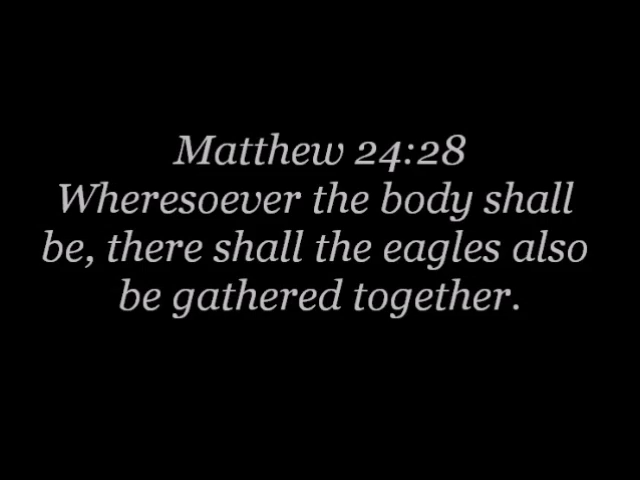 Matthew 24:28
Wheresoever the body shall
be, there shall the eagles also
be gathered together.